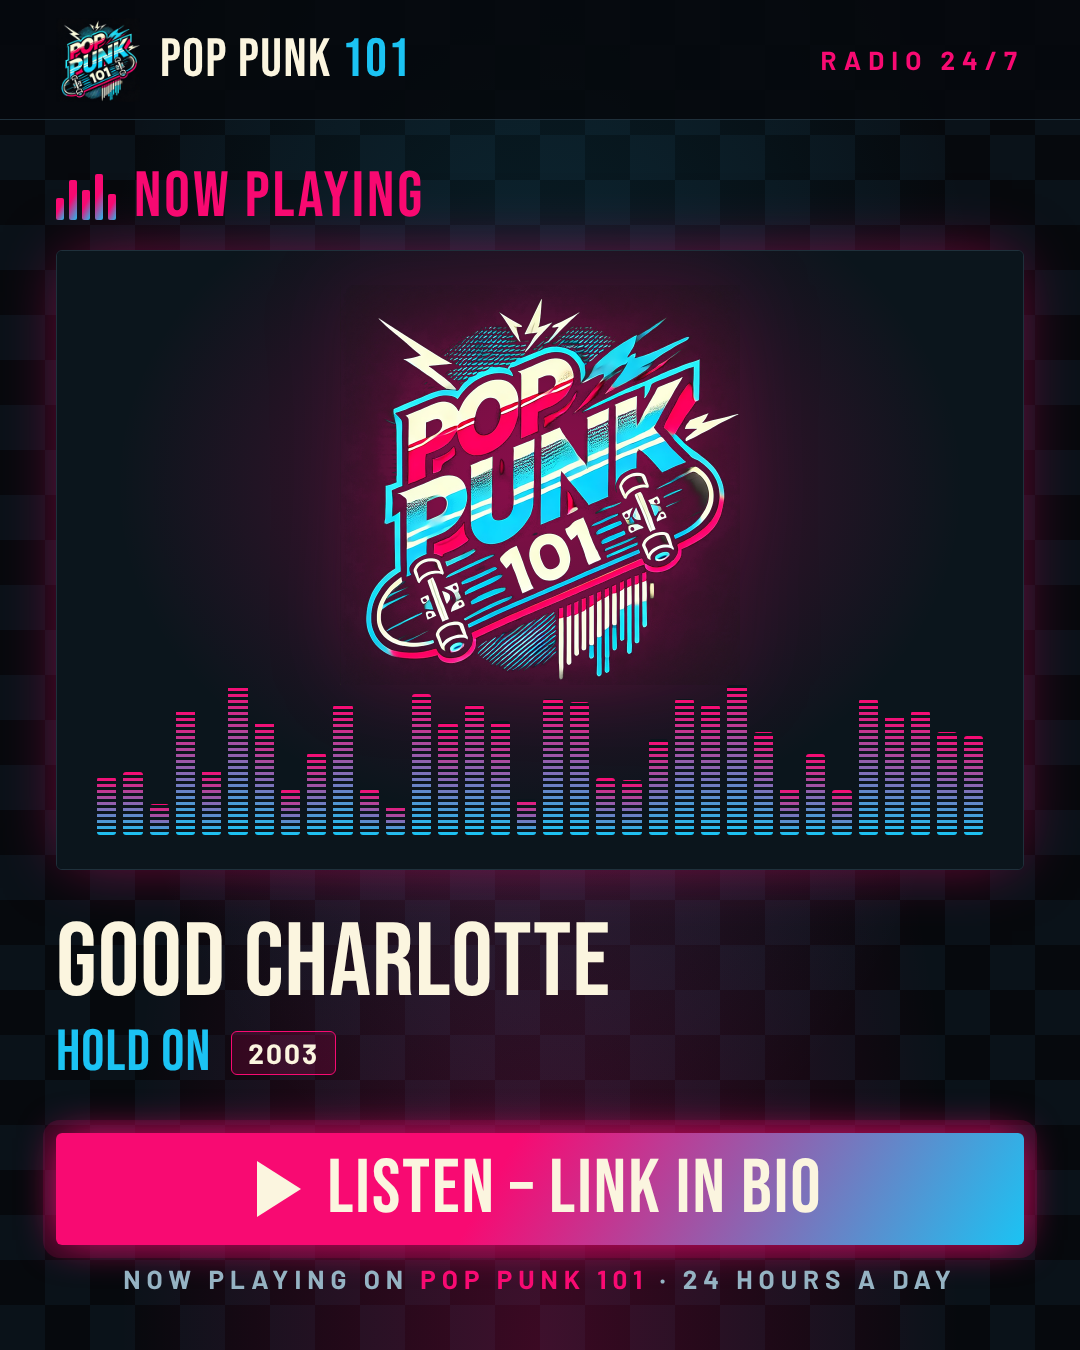 POP PUNK 101
POP PUNK 101
RADIO 24/7
NOW PLAYING
POP
PUNK
101
GOOD CHARLOTTE
HOLD ON 2003
LISTEN – LINK IN BIO
NOW PLAYING ON POP PUNK 101 · 24 HOURS A DAY